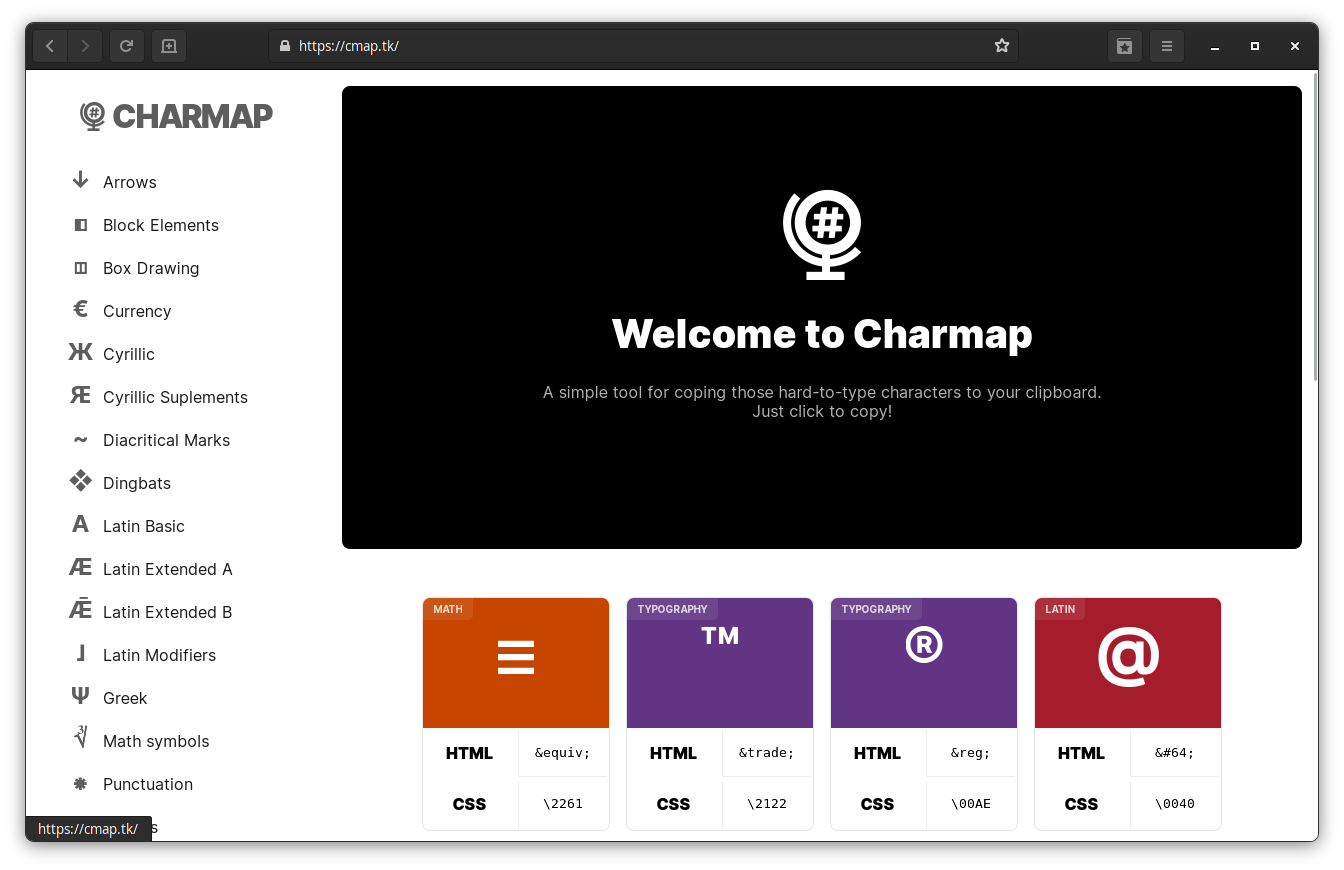 https://cmap.tk/
# CHARMAP
Arrows
Block Elements
Box Drawing
€ Currency
Ж Cyrillic
Cyrillic Suplements
~ Diacritical Marks
Dingbats
A Latin Basic
Æ Latin Extended A
Ǣ Latin Extended B
Latin Modifiers
Ψ Greek
∛ Math symbols
Punctuation
https://cmap.tk/
#
Welcome to Charmap
A simple tool for coping those hard-to-type characters to your clipboard.
Just click to copy!
MATH
≡
HTML &equiv;
CSS \2261
TYPOGRAPHY
™
HTML &trade;
CSS \2122
TYPOGRAPHY
®
HTML &reg;
CSS \00AE
LATIN
@
HTML &#64;
CSS \0040